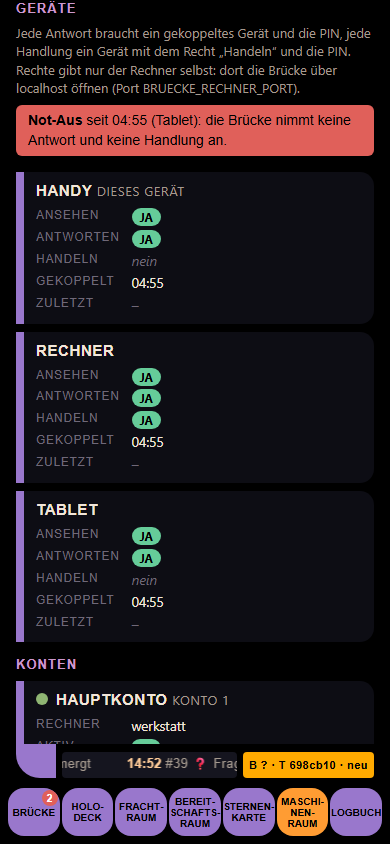 GERÄTE
Jede Antwort braucht ein gekoppeltes Gerät und die PIN, jede
Handlung ein Gerät mit dem Recht „Handeln“ und die PIN.
Rechte gibt nur der Rechner selbst: dort die Brücke über
localhost öffnen (Port BRUECKE_RECHNER_PORT).
Not-Aus seit 04:55 (Tablet): die Brücke nimmt keine
Antwort und keine Handlung an.
HANDY DIESES GERÄT
ANSEHEN JA
ANTWORTEN JA
HANDELN nein
GEKOPPELT 04:55
ZULETZT –
RECHNER
ANSEHEN JA
ANTWORTEN JA
HANDELN JA
GEKOPPELT 04:55
ZULETZT –
TABLET
ANSEHEN JA
ANTWORTEN JA
HANDELN nein
GEKOPPELT 04:55
ZULETZT –
KONTEN
HAUPTKONTO KONTO 1
RECHNER werkstatt
14:52 #39 ❓ Frag
B ? · T 698cb10 · neu
BRÜCKE 2
HOLO-
DECK
FRACHT-
RAUM
BEREIT-
SCHAFTS-
RAUM
STERNEN-
KARTE
MASCHI-
NEN-
RAUM
LOGBUCH